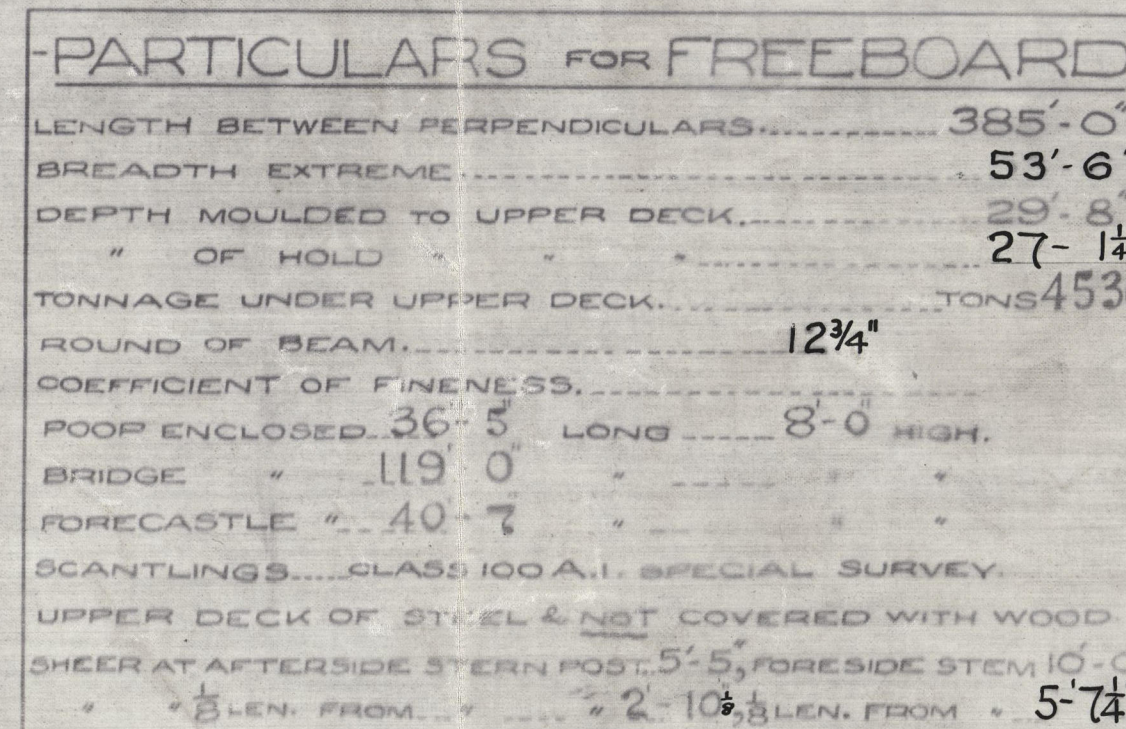 -PARTICULARS FOR FREEBOARD
LENGTH BETWEEN PERPENDICULARS. 385'-0"
BREADTH EXTREME 53'-6"
DEPTH MOULDED TO UPPER DECK. 29'-8"
" OF HOLD " " " 27-1¼
TONNAGE UNDER UPPER DECK. TONS 453
ROUND OF BEAM. 12¾"
COEFFICIENT OF FINENESS.
POOP ENCLOSED 36'-5" LONG 8'-0" HIGH.
BRIDGE " 119' 0" " " "
FORECASTLE " 40-7 " " "
SCANTLINGS CLASS 100 A.1. SPECIAL SURVEY.
UPPER DECK OF STEEL & NOT COVERED WITH WOOD.
SHEER AT AFTERSIDE STERN POST. 5'-5", FORESIDE STEM 10'-0
" " ⅛ LEN. FROM " " 2'-10⅛, ⅛ LEN. FROM " 5'-7¼